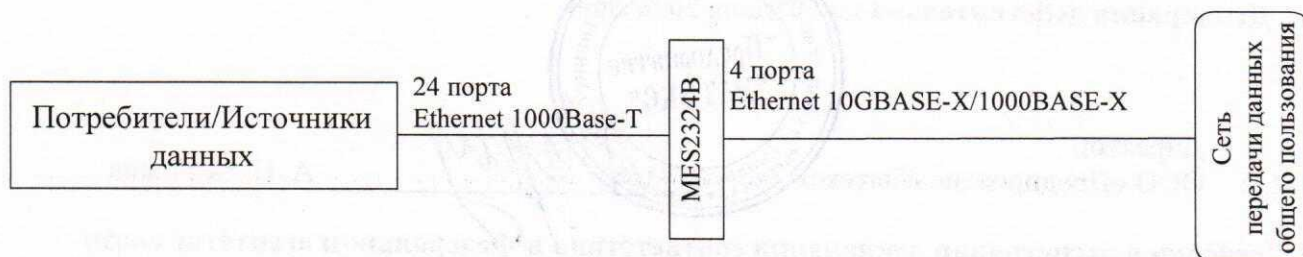 Потребители/Источники
данных
24 порта
Ethernet 1000Base-T
MES2324B
4 порта
Ethernet 10GBASE-X/1000BASE-X
Сеть
передачи данных
общего пользования